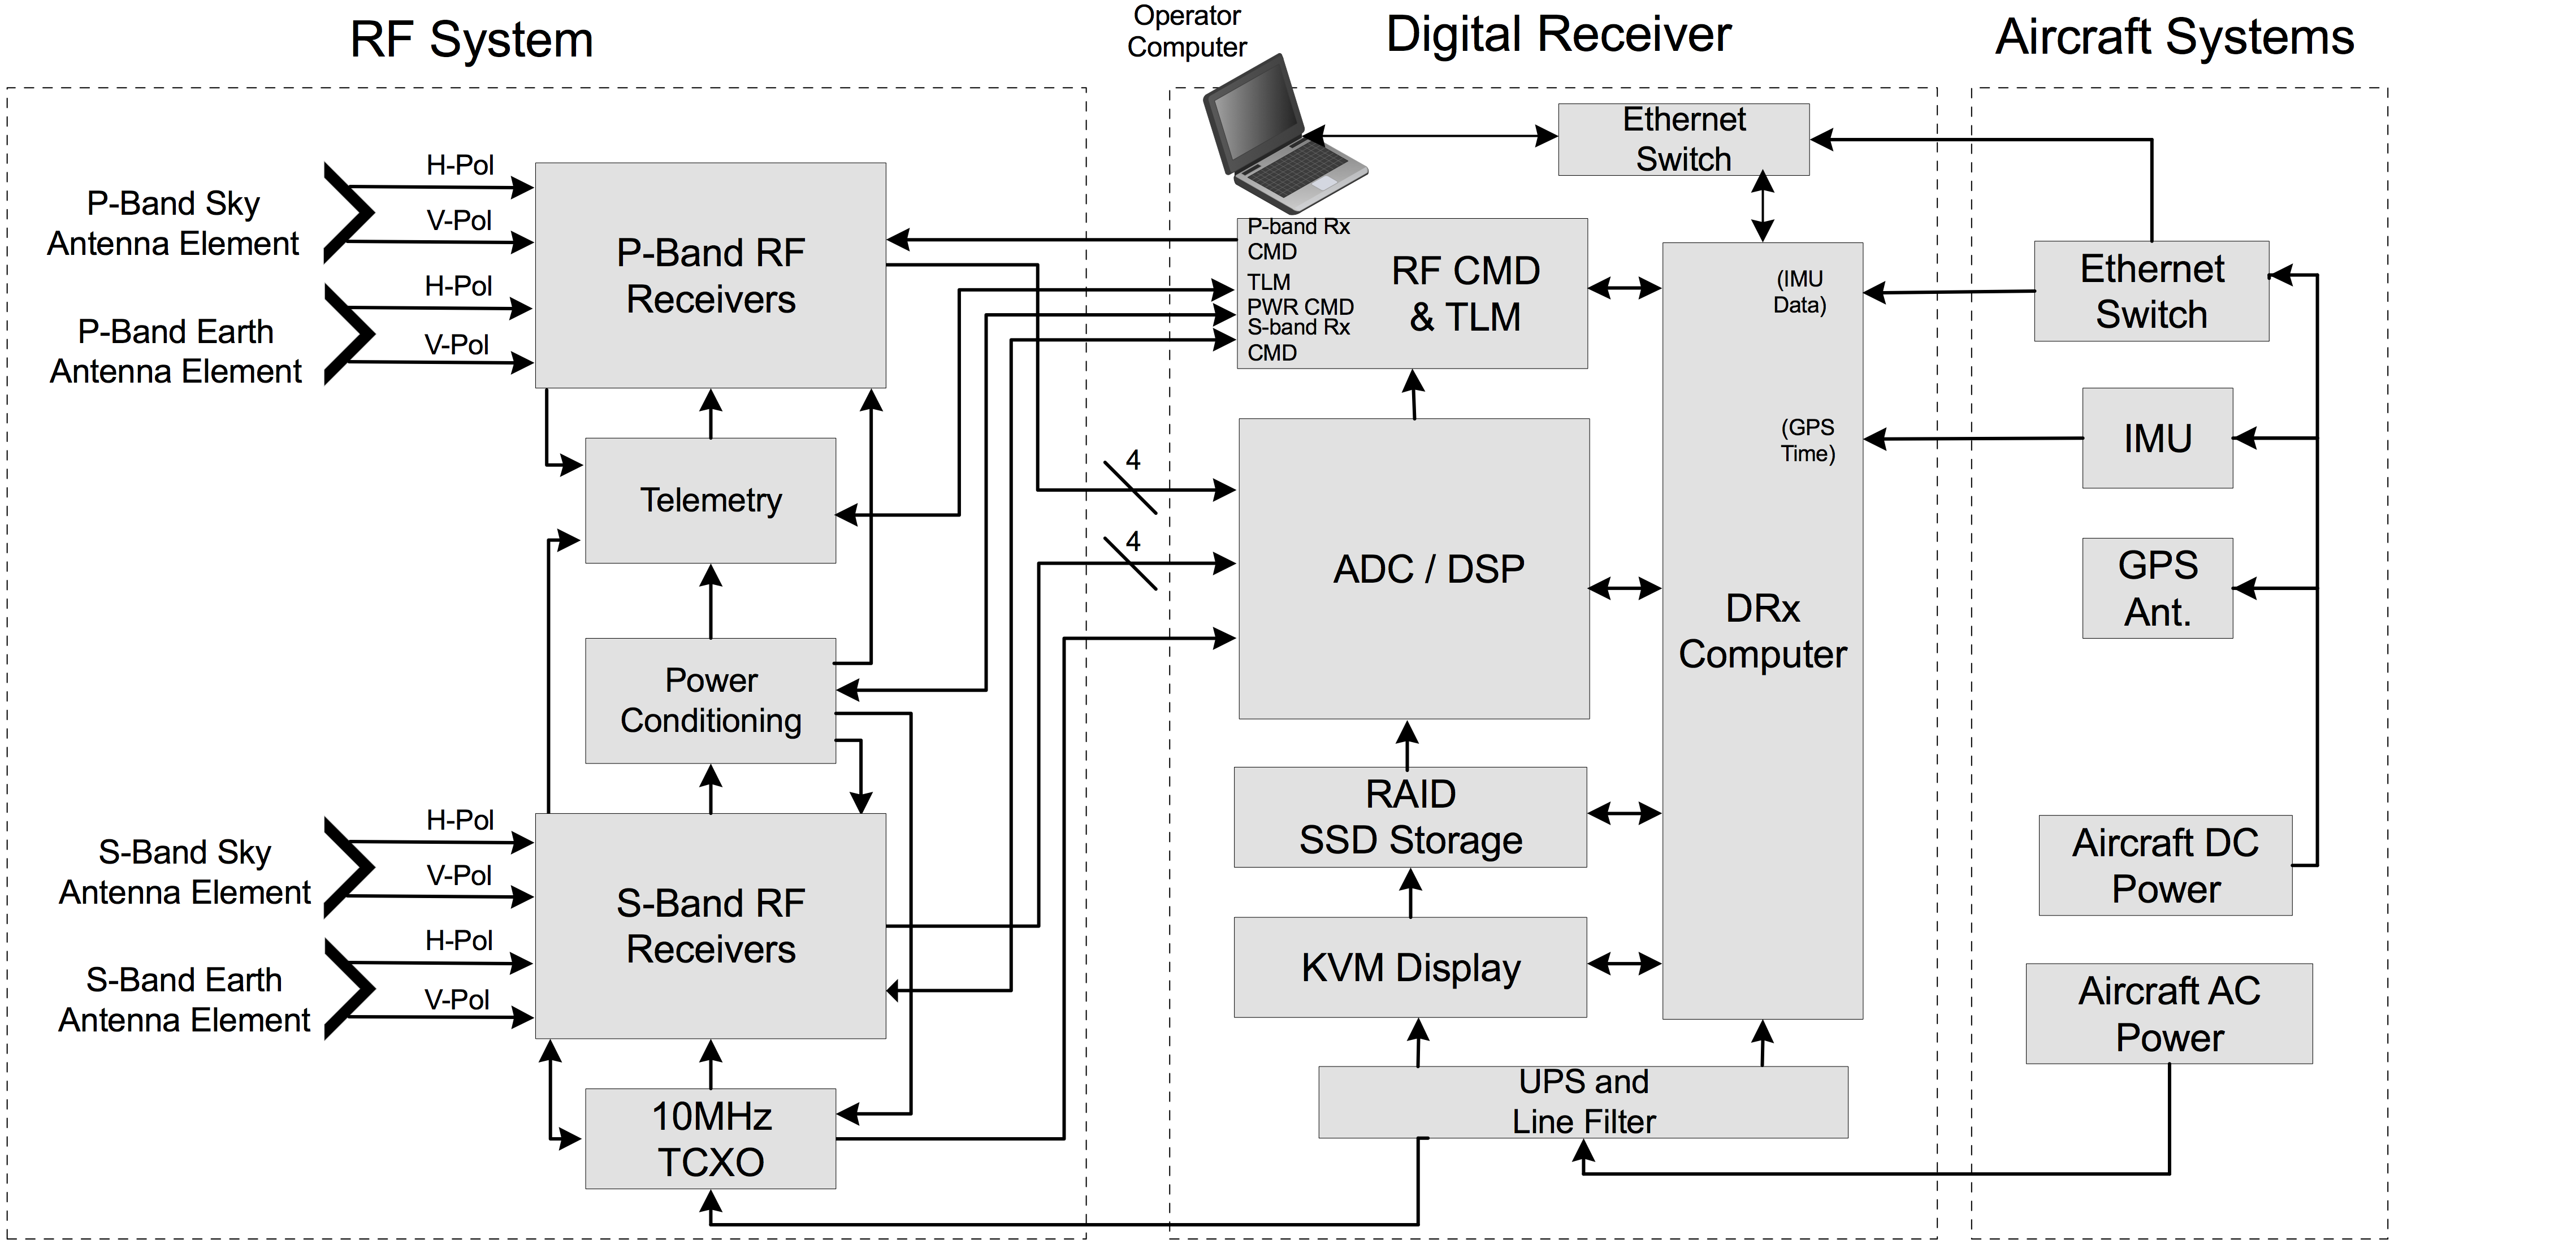 RF System
Operator
Computer
Digital Receiver
Aircraft Systems
P-Band Sky
Antenna Element
H-Pol
V-Pol
P-Band Earth
Antenna Element
H-Pol
V-Pol
P-Band RF
Receivers
Telemetry
Power
Conditioning
S-Band Sky
Antenna Element
H-Pol
V-Pol
S-Band Earth
Antenna Element
H-Pol
V-Pol
S-Band RF
Receivers
10MHz
TCXO
4
4
Ethernet
Switch
P-band Rx
CMD
TLM
PWR CMD
S-band Rx
CMD
RF CMD
& TLM
ADC / DSP
RAID
SSD Storage
KVM Display
UPS and
Line Filter
(IMU
Data)
(GPS
Time)
DRx
Computer
Ethernet
Switch
IMU
GPS
Ant.
Aircraft DC
Power
Aircraft AC
Power